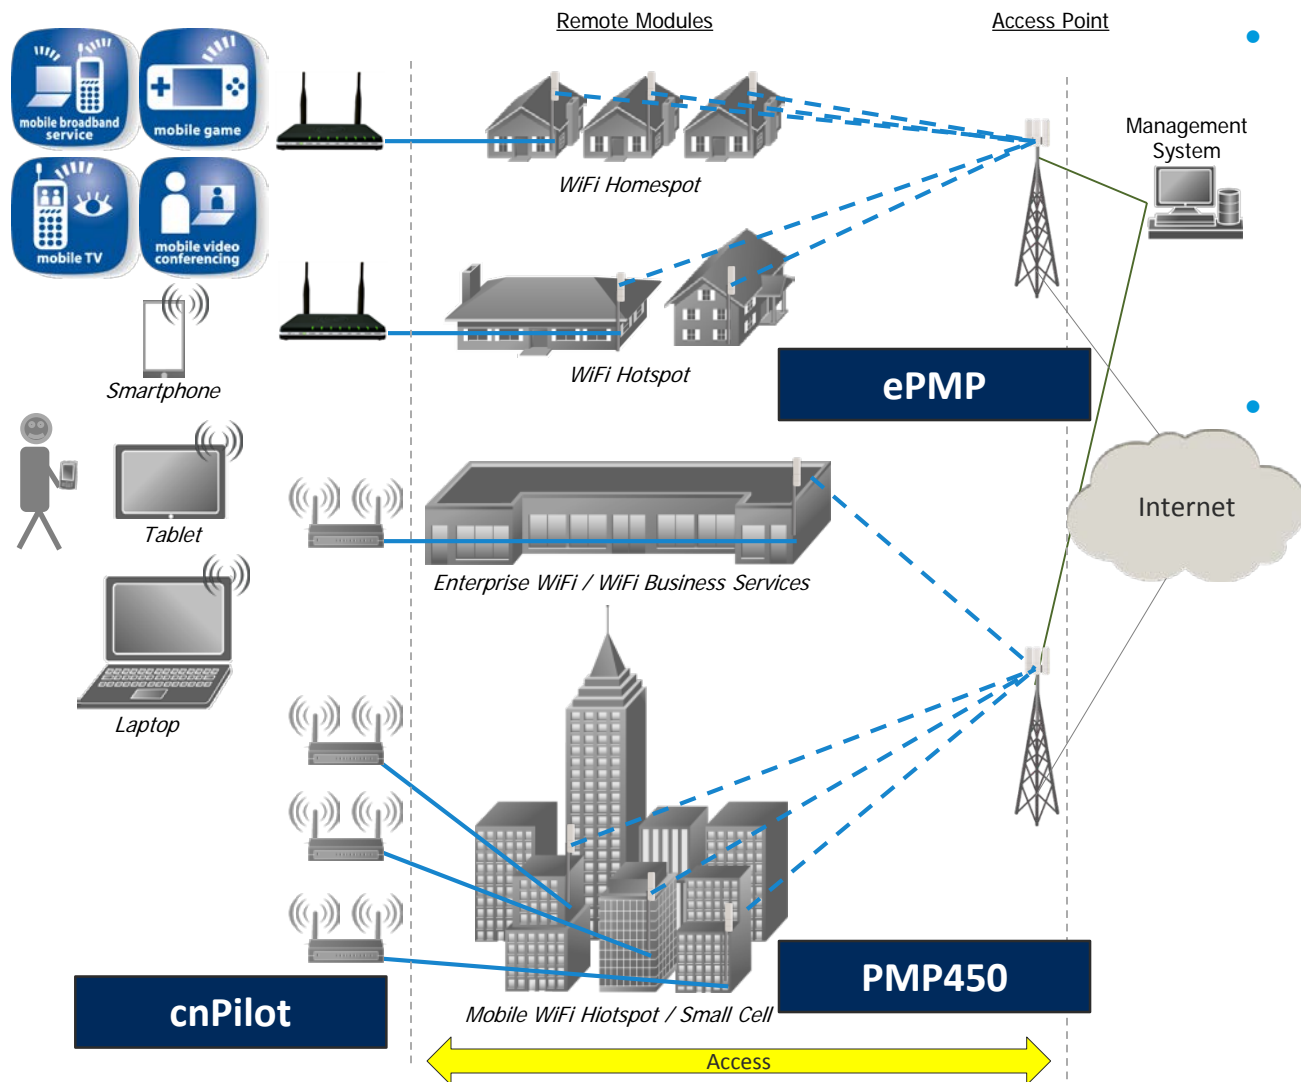 Remote Modules
Access Point
mobile broadband
service
mobile game
mobile TV
mobile video
conferencing
Management
System
WiFi Homespot
WiFi Hotspot
Smartphone
ePMP
Tablet
Internet
Enterprise WiFi / WiFi Business Services
Laptop
PMP450
cnPilot
Mobile WiFi Hiotspot / Small Cell
Access